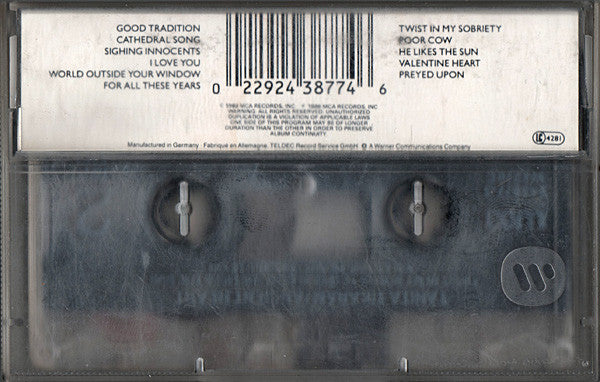 GOOD TRADITION
CATHEDRAL SONG
SIGHING INNOCENTS
I LOVE YOU
WORLD OUTSIDE YOUR WINDOW
FOR ALL THESE YEARS
0 22924 38774 6
TWIST IN MY SOBRIETY
POOR COW
HE LIKES THE SUN
VALENTINE HEART
PREYED UPON
MCA RECORDS, INC. MCA RECORDS, INC
WARNING: ALL RIGHTS RESERVED. UNAUTHORIZED
DUPLICATION IS A VIOLATION OF APPLICABLE LAWS
ONE SIDE OF THIS PROGRAM MAY BE OF LONGER
DURATION THAN THE OTHER IN ORDER TO PRESERVE
ALBUM CONTINUITY
LC 4281
Manufactured in Germany · Fabriqué en Allemagne, TELDEC Record Service GmbH. A Warner Communications Company